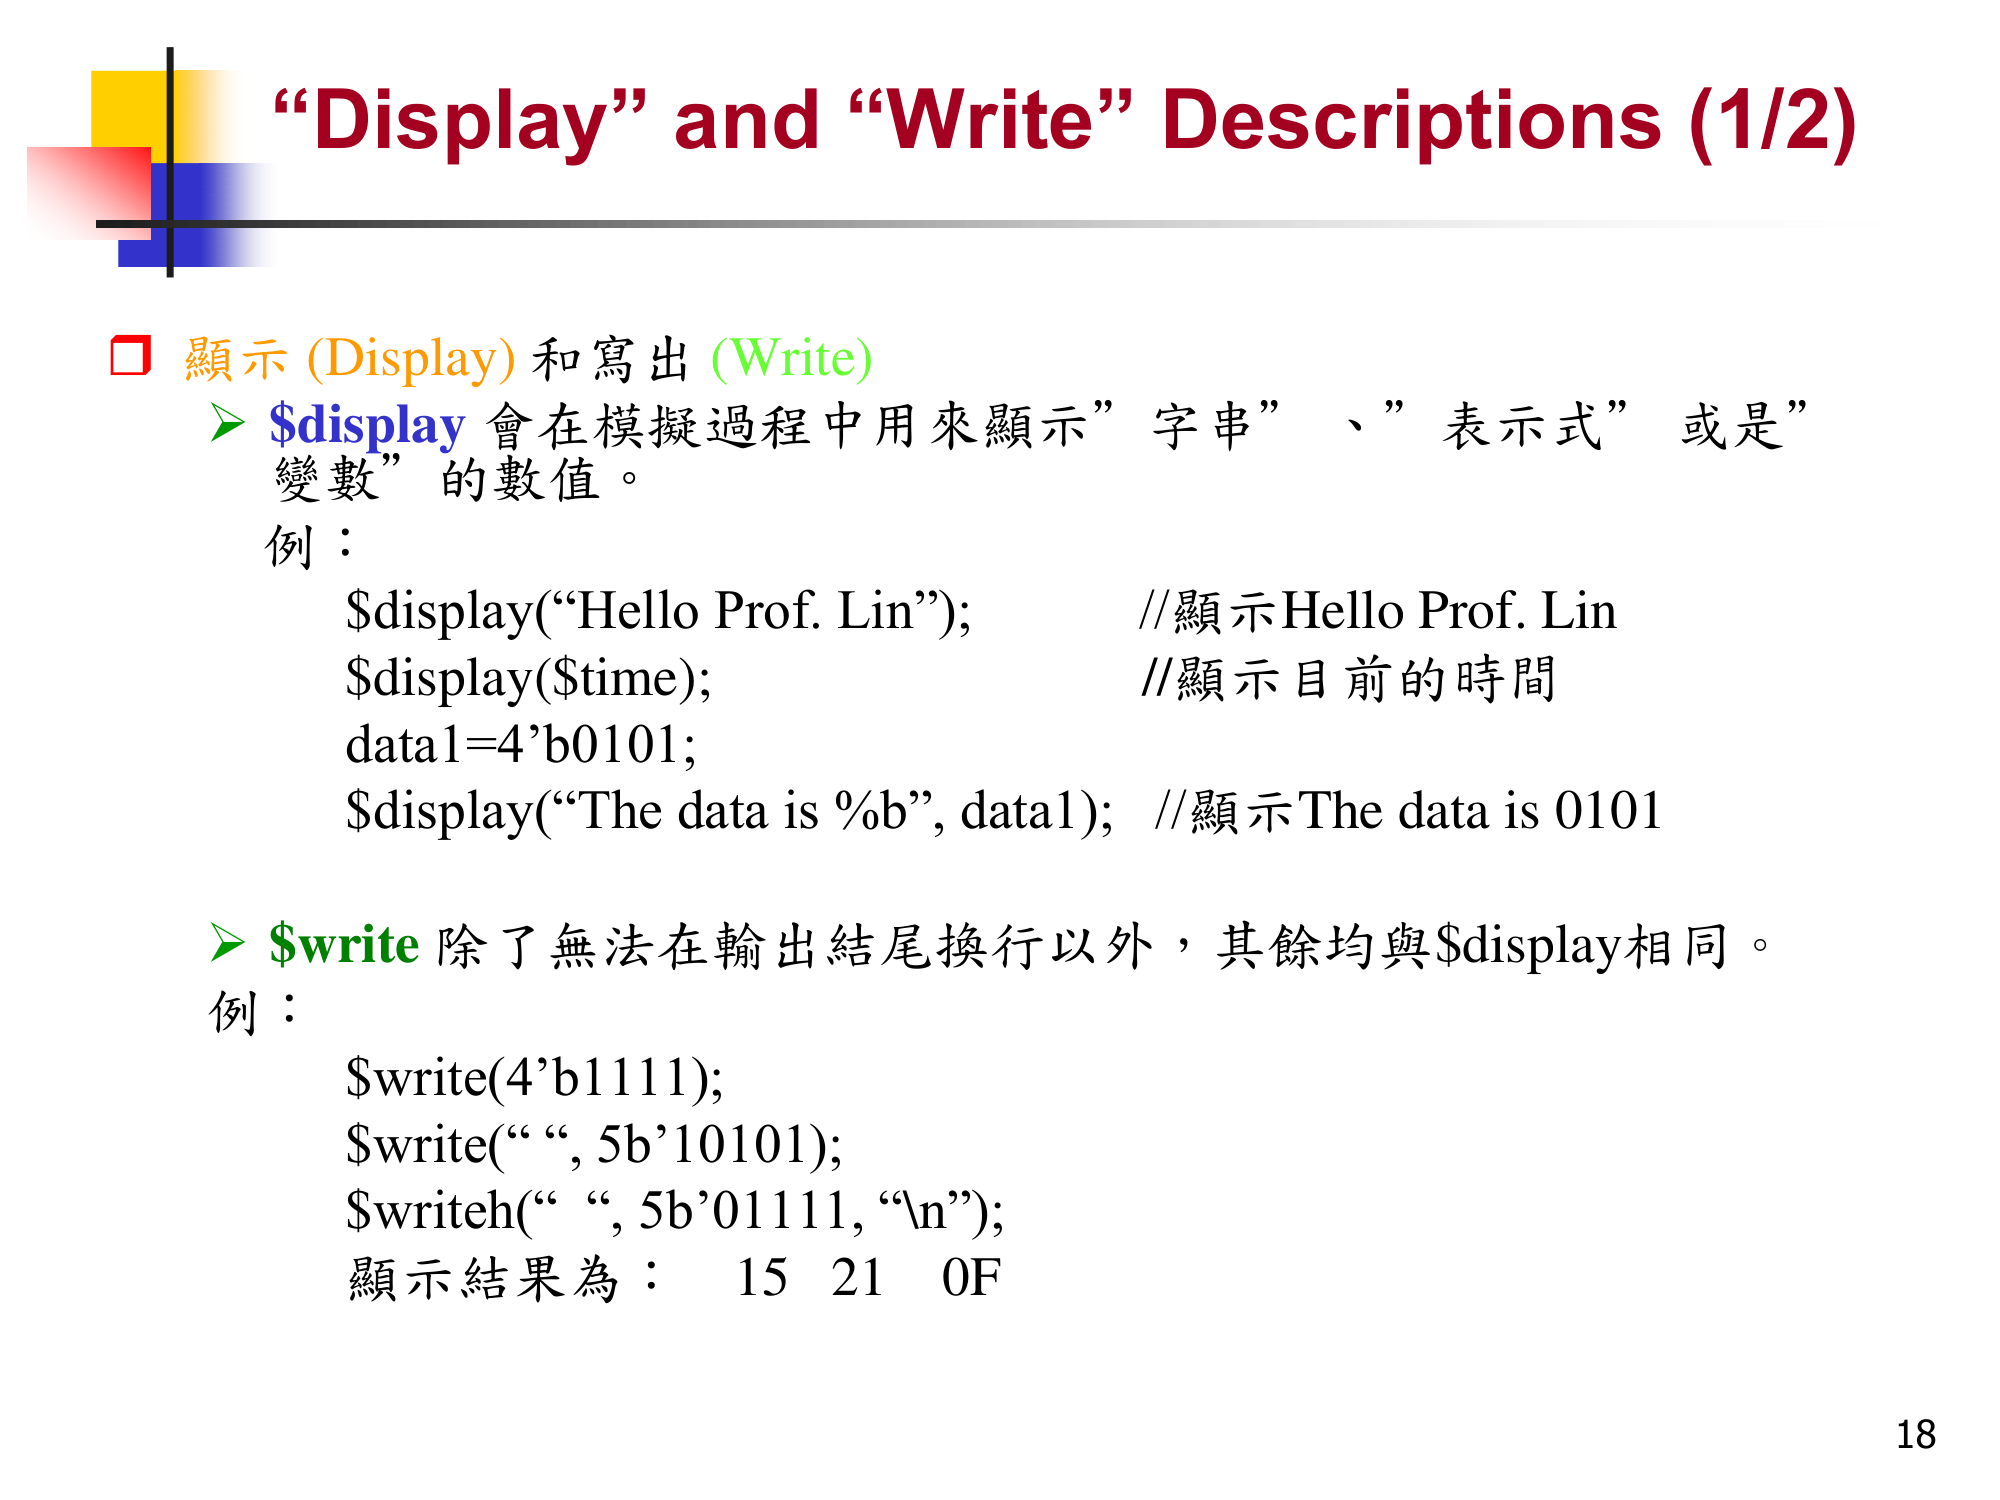 “Display” and “Write” Descriptions (1/2)
顯示 (Display) 和寫出 (Write)
$display 會在模擬過程中用來顯示” 字串” 、” 表示式” 或是”
變數” 的數值。
例：
$display(“Hello Prof. Lin”); //顯示Hello Prof. Lin
$display($time); //顯示目前的時間
data1=4’b0101;
$display(“The data is %b”, data1); //顯示The data is 0101
$write 除了無法在輸出結尾換行以外，其餘均與$display相同。
例：
$write(4’b1111);
$write(“ “, 5b’10101);
$writeh(“  “, 5b’01111, “\n”);
顯示結果為： 15 21 0F
18